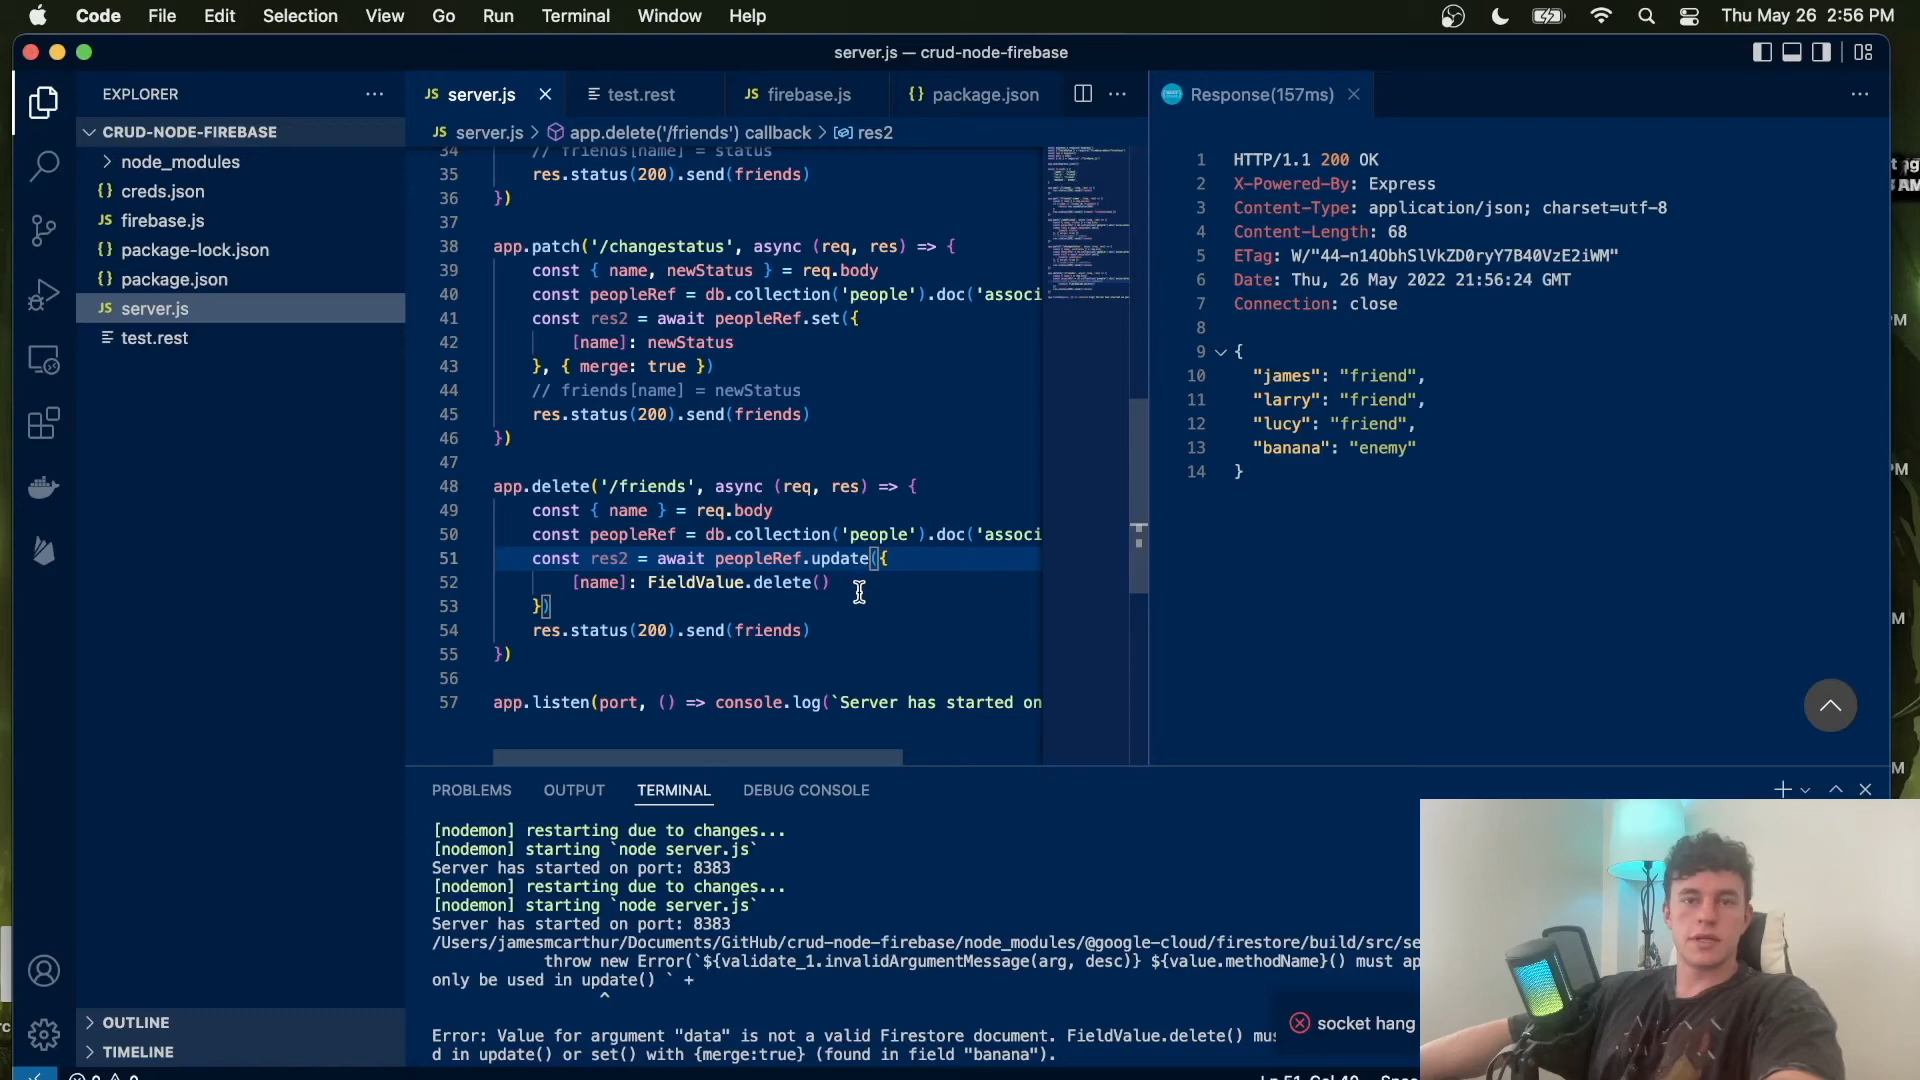 Code File Edit Selection View Go Run Terminal Window Help
Thu May 26 2:56 PM
server.js — crud-node-firebase
EXPLORER
CRUD-NODE-FIREBASE
node_modules
creds.json
JS firebase.js
package-lock.json
package.json
JS server.js
test.rest
OUTLINE
TIMELINE
JS server.js
test.rest
JS firebase.js
{} package.json
JS server.js > app.delete('/friends') callback > res2
34 // friends[name] = status
35 res.status(200).send(friends)
36 })
37
38 app.patch('/changestatus', async (req, res) => {
39 const { name, newStatus } = req.body
40 const peopleRef = db.collection('people').doc('associ
41 const res2 = await peopleRef.set({
42 [name]: newStatus
43 }, { merge: true })
44 // friends[name] = newStatus
45 res.status(200).send(friends)
46 })
47
48 app.delete('/friends', async (req, res) => {
49 const { name } = req.body
50 const peopleRef = db.collection('people').doc('associ
51 const res2 = await peopleRef.update({
52 [name]: FieldValue.delete()
53 })
54 res.status(200).send(friends)
55 })
56
57 app.listen(port, () => console.log(`Server has started on
Response(157ms)
1 HTTP/1.1 200 OK
2 X-Powered-By: Express
3 Content-Type: application/json; charset=utf-8
4 Content-Length: 68
5 ETag: W/"44-n14ObhSlVkZD0ryY7B40VzE2iWM"
6 Date: Thu, 26 May 2022 21:56:24 GMT
7 Connection: close
8
9 {
10 "james": "friend",
11 "larry": "friend",
12 "lucy": "friend",
13 "banana": "enemy"
14 }
PROBLEMS OUTPUT TERMINAL DEBUG CONSOLE
[nodemon] restarting due to changes...
[nodemon] starting `node server.js`
Server has started on port: 8383
[nodemon] restarting due to changes...
[nodemon] starting `node server.js`
Server has started on port: 8383
/Users/jamesmcarthur/Documents/GitHub/crud-node-firebase/node_modules/@google-cloud/firestore/build/src/se
throw new Error(`${validate_1.invalidArgumentMessage(arg, desc)} ${value.methodName}() must ap
only be used in update() ` +
^
Error: Value for argument "data" is not a valid Firestore document. FieldValue.delete() mus
d in update() or set() with {merge:true} (found in field "banana").
socket hang